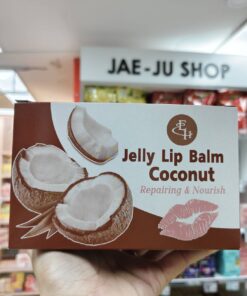 JAE-JU SHOP
Jelly Lip Balm
Coconut
Repairing & Nourish